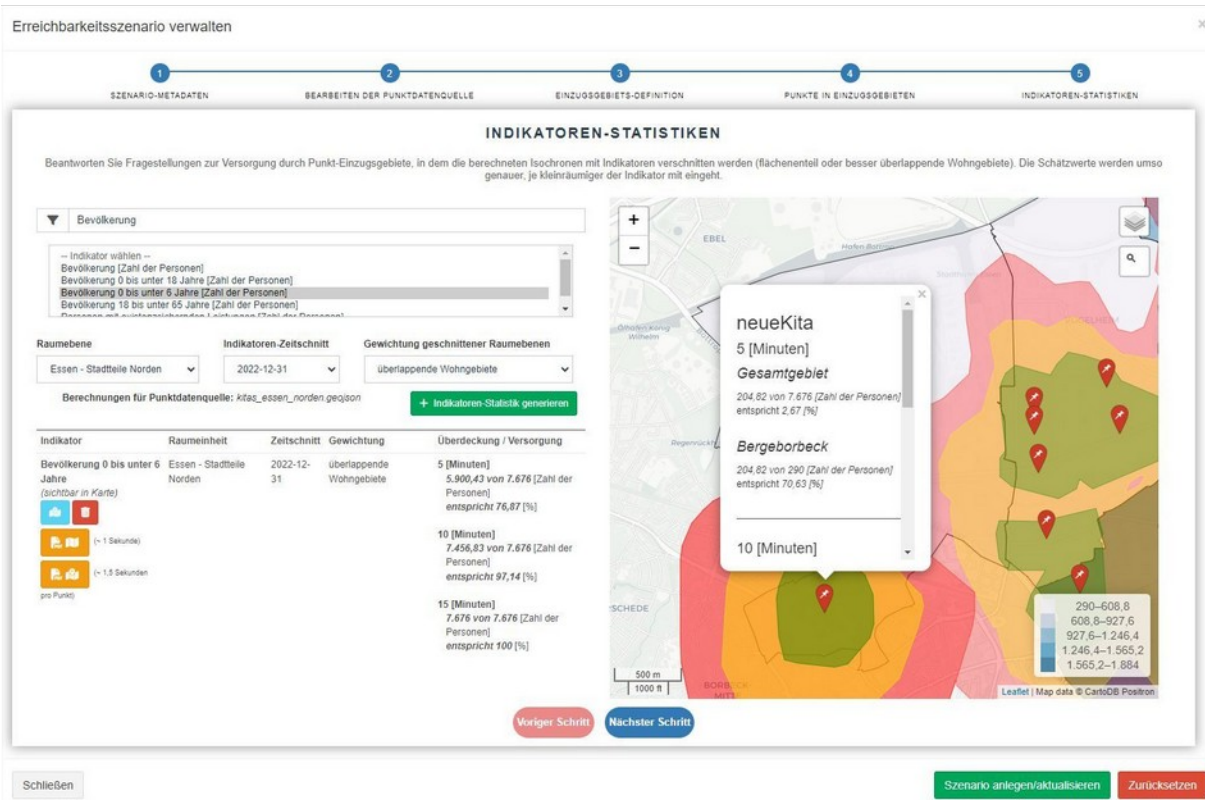 Erreichbarkeitsszenario verwalten
×
1
2
3
4
5
SZENARIO-METADATEN
BEARBEITEN DER PUNKTDATENQUELLE
EINZUGSGEBIETS-DEFINITION
PUNKTE IN EINZUGSGEBIETEN
INDIKATOREN-STATISTIKEN
INDIKATOREN-STATISTIKEN
Beantworten Sie Fragestellungen zur Versorgung durch Punkt-Einzugsgebiete, in dem die berechneten Isochronen mit Indikatoren verschnitten werden (flächenenteil oder besser überlappende Wohngebiete). Die Schätzwerte werden umso
genauer, je kleinräumiger der Indikator mit eingeht.
Bevölkerung
-- Indikator wählen --
Bevölkerung [Zahl der Personen]
Bevölkerung 0 bis unter 18 Jahre [Zahl der Personen]
Bevölkerung 0 bis unter 6 Jahre [Zahl der Personen]
Bevölkerung 18 bis unter 65 Jahre [Zahl der Personen]
Personen mit existenzsichernden Leistungen [Zahl der Personen]
Raumebene
Indikatoren-Zeitschnitt
Gewichtung geschnittener Raumebenen
Essen - Stadtteile Norden
2022-12-31
überlappende Wohngebiete
Berechnungen für Punktdatenquelle: kitas_essen_norden.geojson
+ Indikatoren-Statistik generieren
Indikator
Raumeinheit
Zeitschnitt
Gewichtung
Überdeckung / Versorgung
Bevölkerung 0 bis unter 6
Jahre
(sichtbar in Karte)
Essen - Stadtteile
Norden
2022-12-
31
überlappende
Wohngebiete
5 [Minuten]
5.900,43 von 7.676 [Zahl der
Personen]
entspricht 76,87 [%]
(~ 1 Sekunde)
10 [Minuten]
7.456,83 von 7.676 [Zahl der
Personen]
entspricht 97,14 [%]
(~ 1,5 Sekunden
pro Punkt)
15 [Minuten]
7.676 von 7.676 [Zahl der
Personen]
entspricht 100 [%]
+
−
EBEL
Ölhafen König
Wilhelm
neueKita
5 [Minuten]
Gesamtgebiet
204,82 von 7.676 [Zahl der Personen]
entspricht 2,67 [%]
Bergeborbeck
204,82 von 290 [Zahl der Personen]
entspricht 70,63 [%]
10 [Minuten]
×
290–608,8
608,8–927,6
927,6–1.246,4
1.246,4–1.565,2
1.565,2–1.884
500 m
1000 ft
BORBECK-
MITTE
Leaflet | Map data © CartoDB Positron
Voriger Schritt
Nächster Schritt
Schließen
Szenario anlegen/aktualisieren
Zurücksetzen